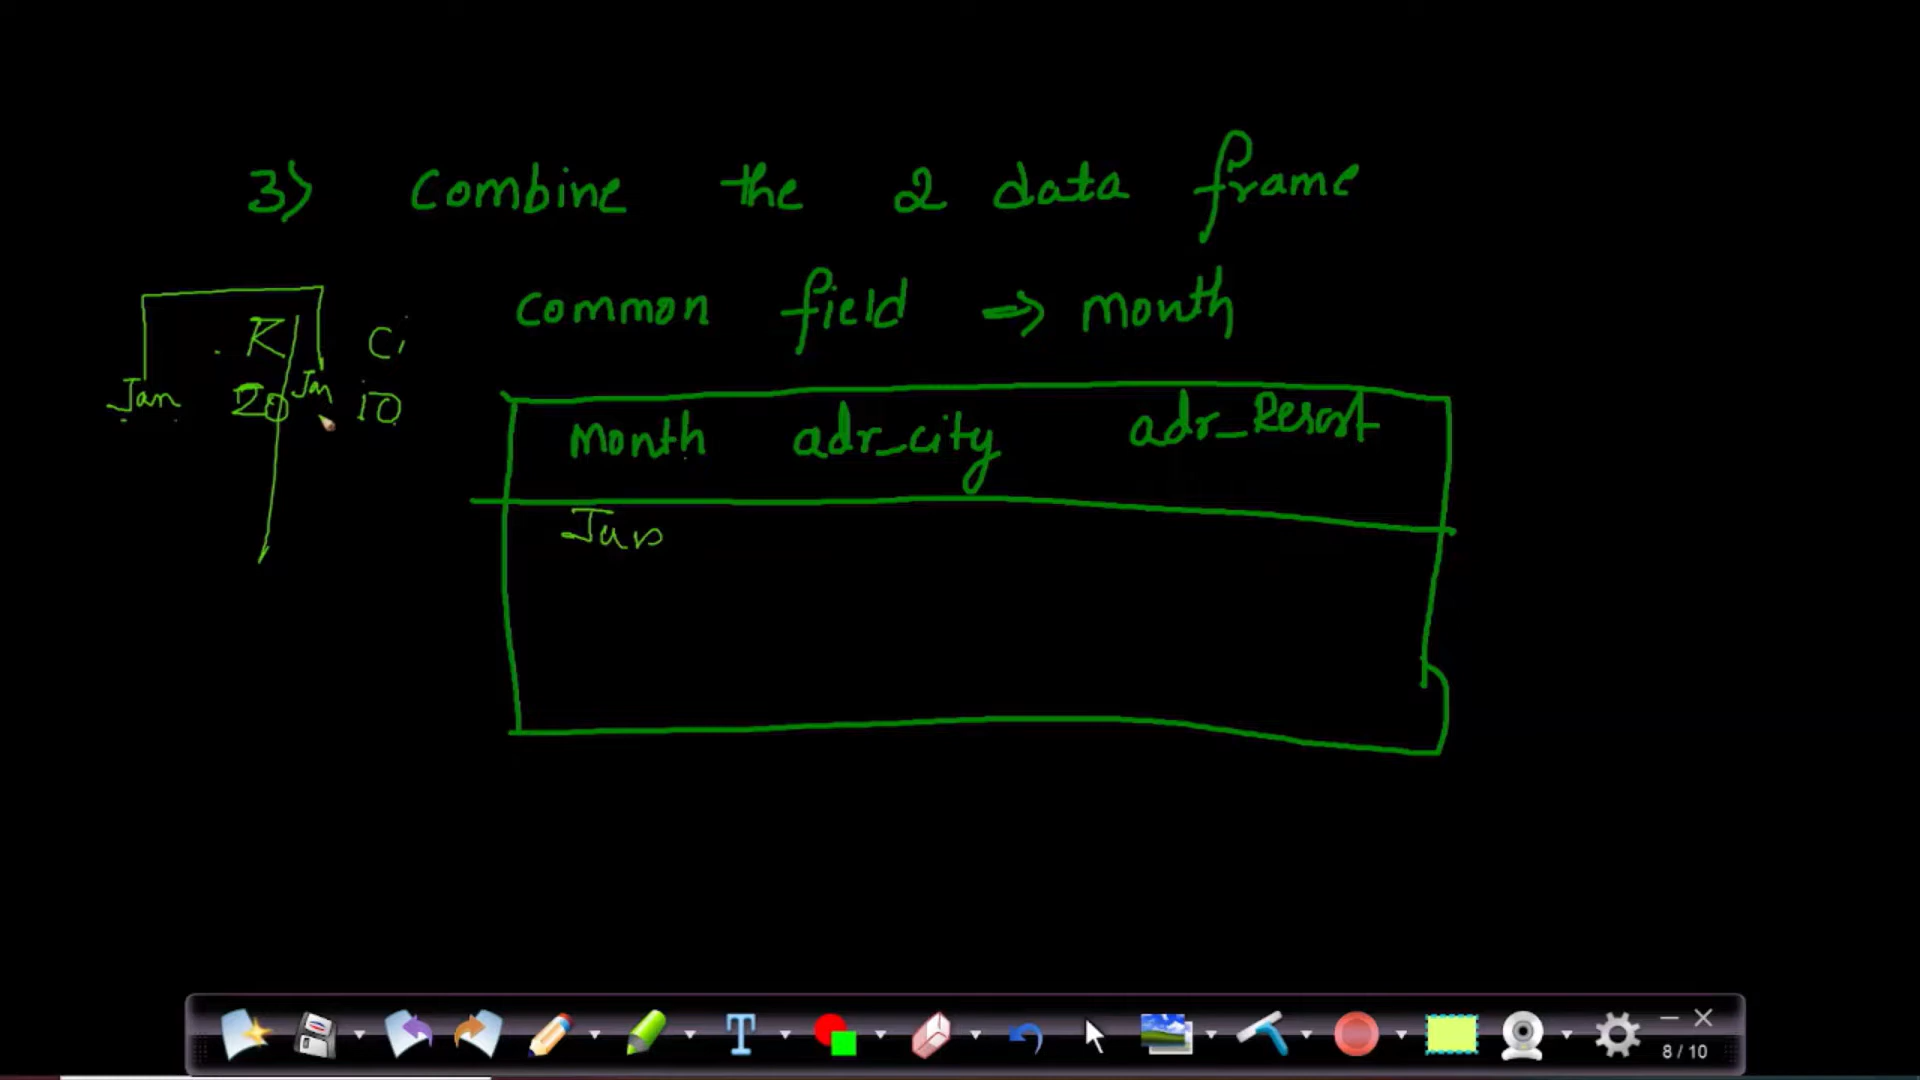 3) Combine the 2 data frame
common field => month
R Ci
Jan 20 Jan 10
month adr_city adr_Resort
Jan
8 / 10